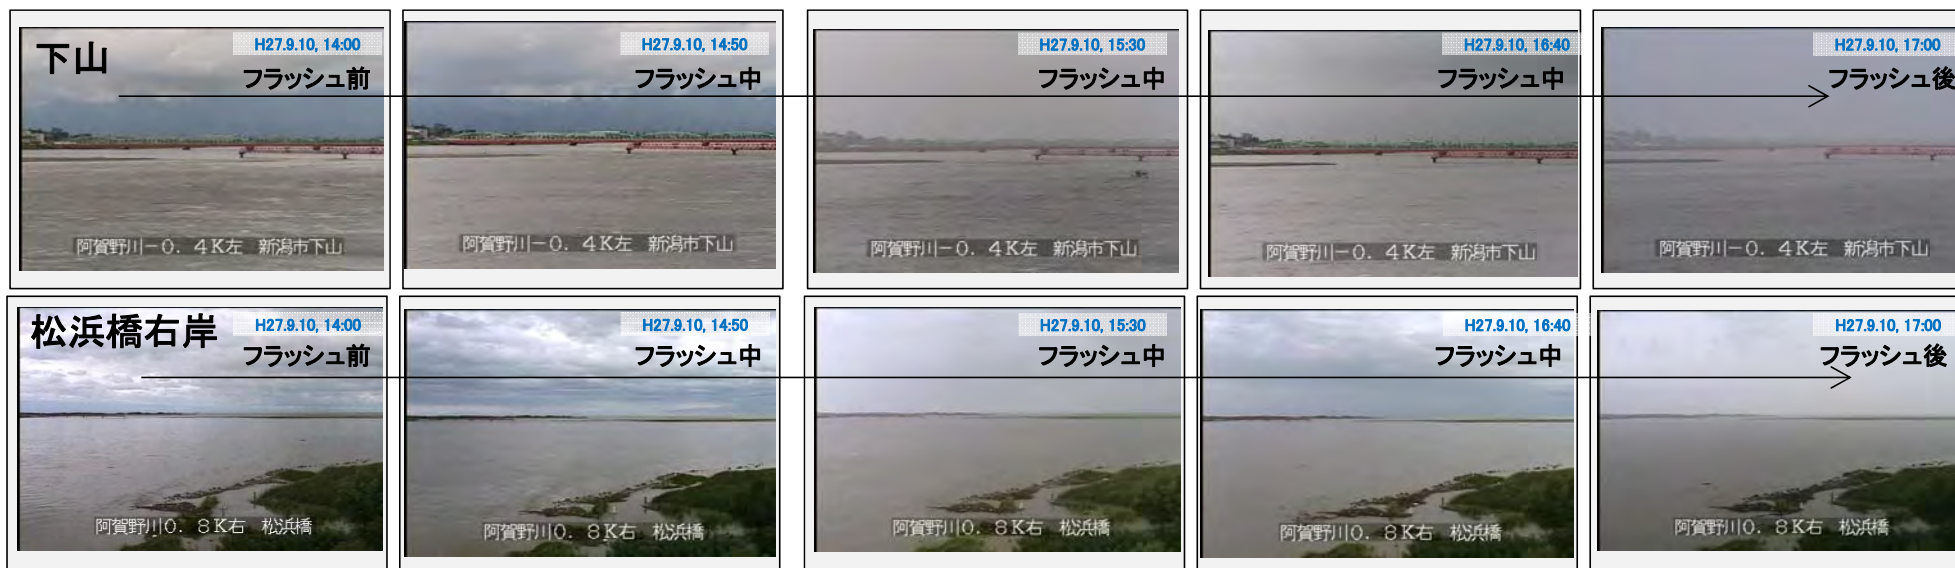 下山
H27.9.10, 14:00
フラッシュ前
阿賀野川－０．４Ｋ左　新潟市下山
H27.9.10, 14:50
フラッシュ中
阿賀野川－０．４Ｋ左　新潟市下山
H27.9.10, 15:30
フラッシュ中
阿賀野川－０．４Ｋ左　新潟市下山
H27.9.10, 16:40
フラッシュ中
阿賀野川－０．４Ｋ左　新潟市下山
H27.9.10, 17:00
フラッシュ後
阿賀野川－０．４Ｋ左　新潟市下山
松浜橋右岸
H27.9.10, 14:00
フラッシュ前
阿賀野川０．８Ｋ右　松浜橋
H27.9.10, 14:50
フラッシュ中
阿賀野川０．８Ｋ右　松浜橋
H27.9.10, 15:30
フラッシュ中
阿賀野川０．８Ｋ右　松浜橋
H27.9.10, 16:40
フラッシュ中
阿賀野川０．８Ｋ右　松浜橋
H27.9.10, 17:00
フラッシュ後
阿賀野川０．８Ｋ右　松浜橋